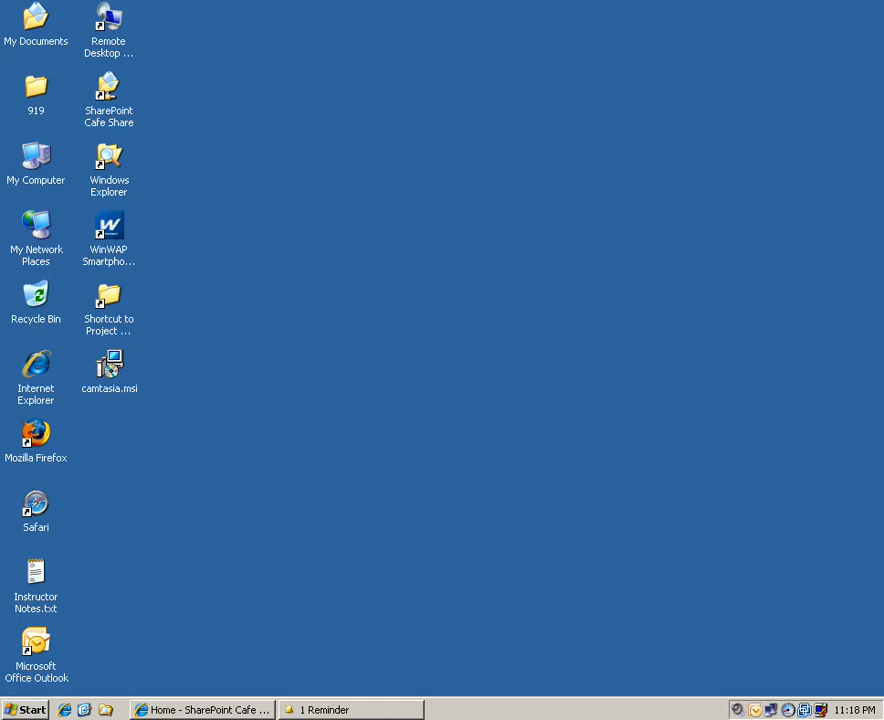 My Documents
Remote
Desktop ...
919
SharePoint
Cafe Share
My Computer
Windows
Explorer
My Network
Places
W
WinWAP
Smartpho...
Recycle Bin
Shortcut to
Project ...
Internet
Explorer
camtasia.msi
Mozilla Firefox
Safari
Instructor
Notes.txt
Microsoft
Office Outlook
Start
Home - SharePoint Cafe ...
1 Reminder
11:18 PM